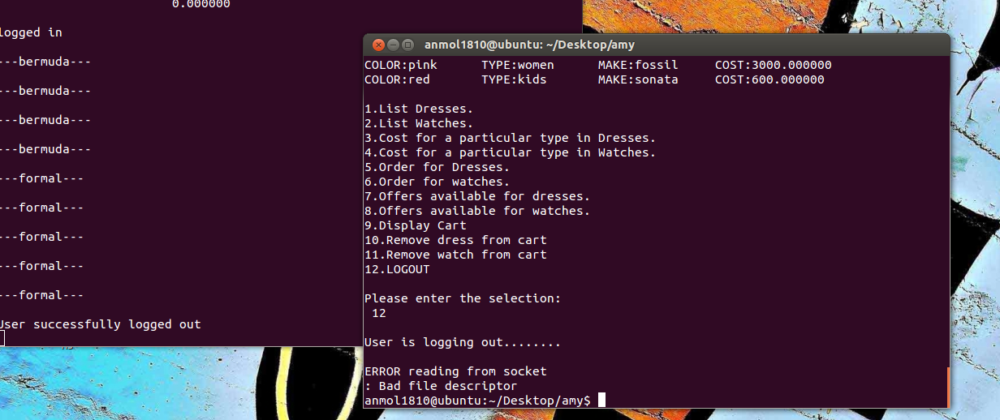 0.000000
logged in
---bermuda---
---bermuda---
---bermuda---
---bermuda---
---formal---
---formal---
---formal---
---formal---
---formal---
User successfully logged out
anmol1810@ubuntu: ~/Desktop/amy
COLOR:pink TYPE:women MAKE:fossil COST:3000.000000
COLOR:red TYPE:kids MAKE:sonata COST:600.000000
1.List Dresses.
2.List Watches.
3.Cost for a particular type in Dresses.
4.Cost for a particular type in Watches.
5.Order for Dresses.
6.Order for watches.
7.Offers available for dresses.
8.Offers available for watches.
9.Display Cart
10.Remove dress from cart
11.Remove watch from cart
12.LOGOUT
Please enter the selection:
12
User is logging out........
ERROR reading from socket
: Bad file descriptor
anmol1810@ubuntu:~/Desktop/amy$